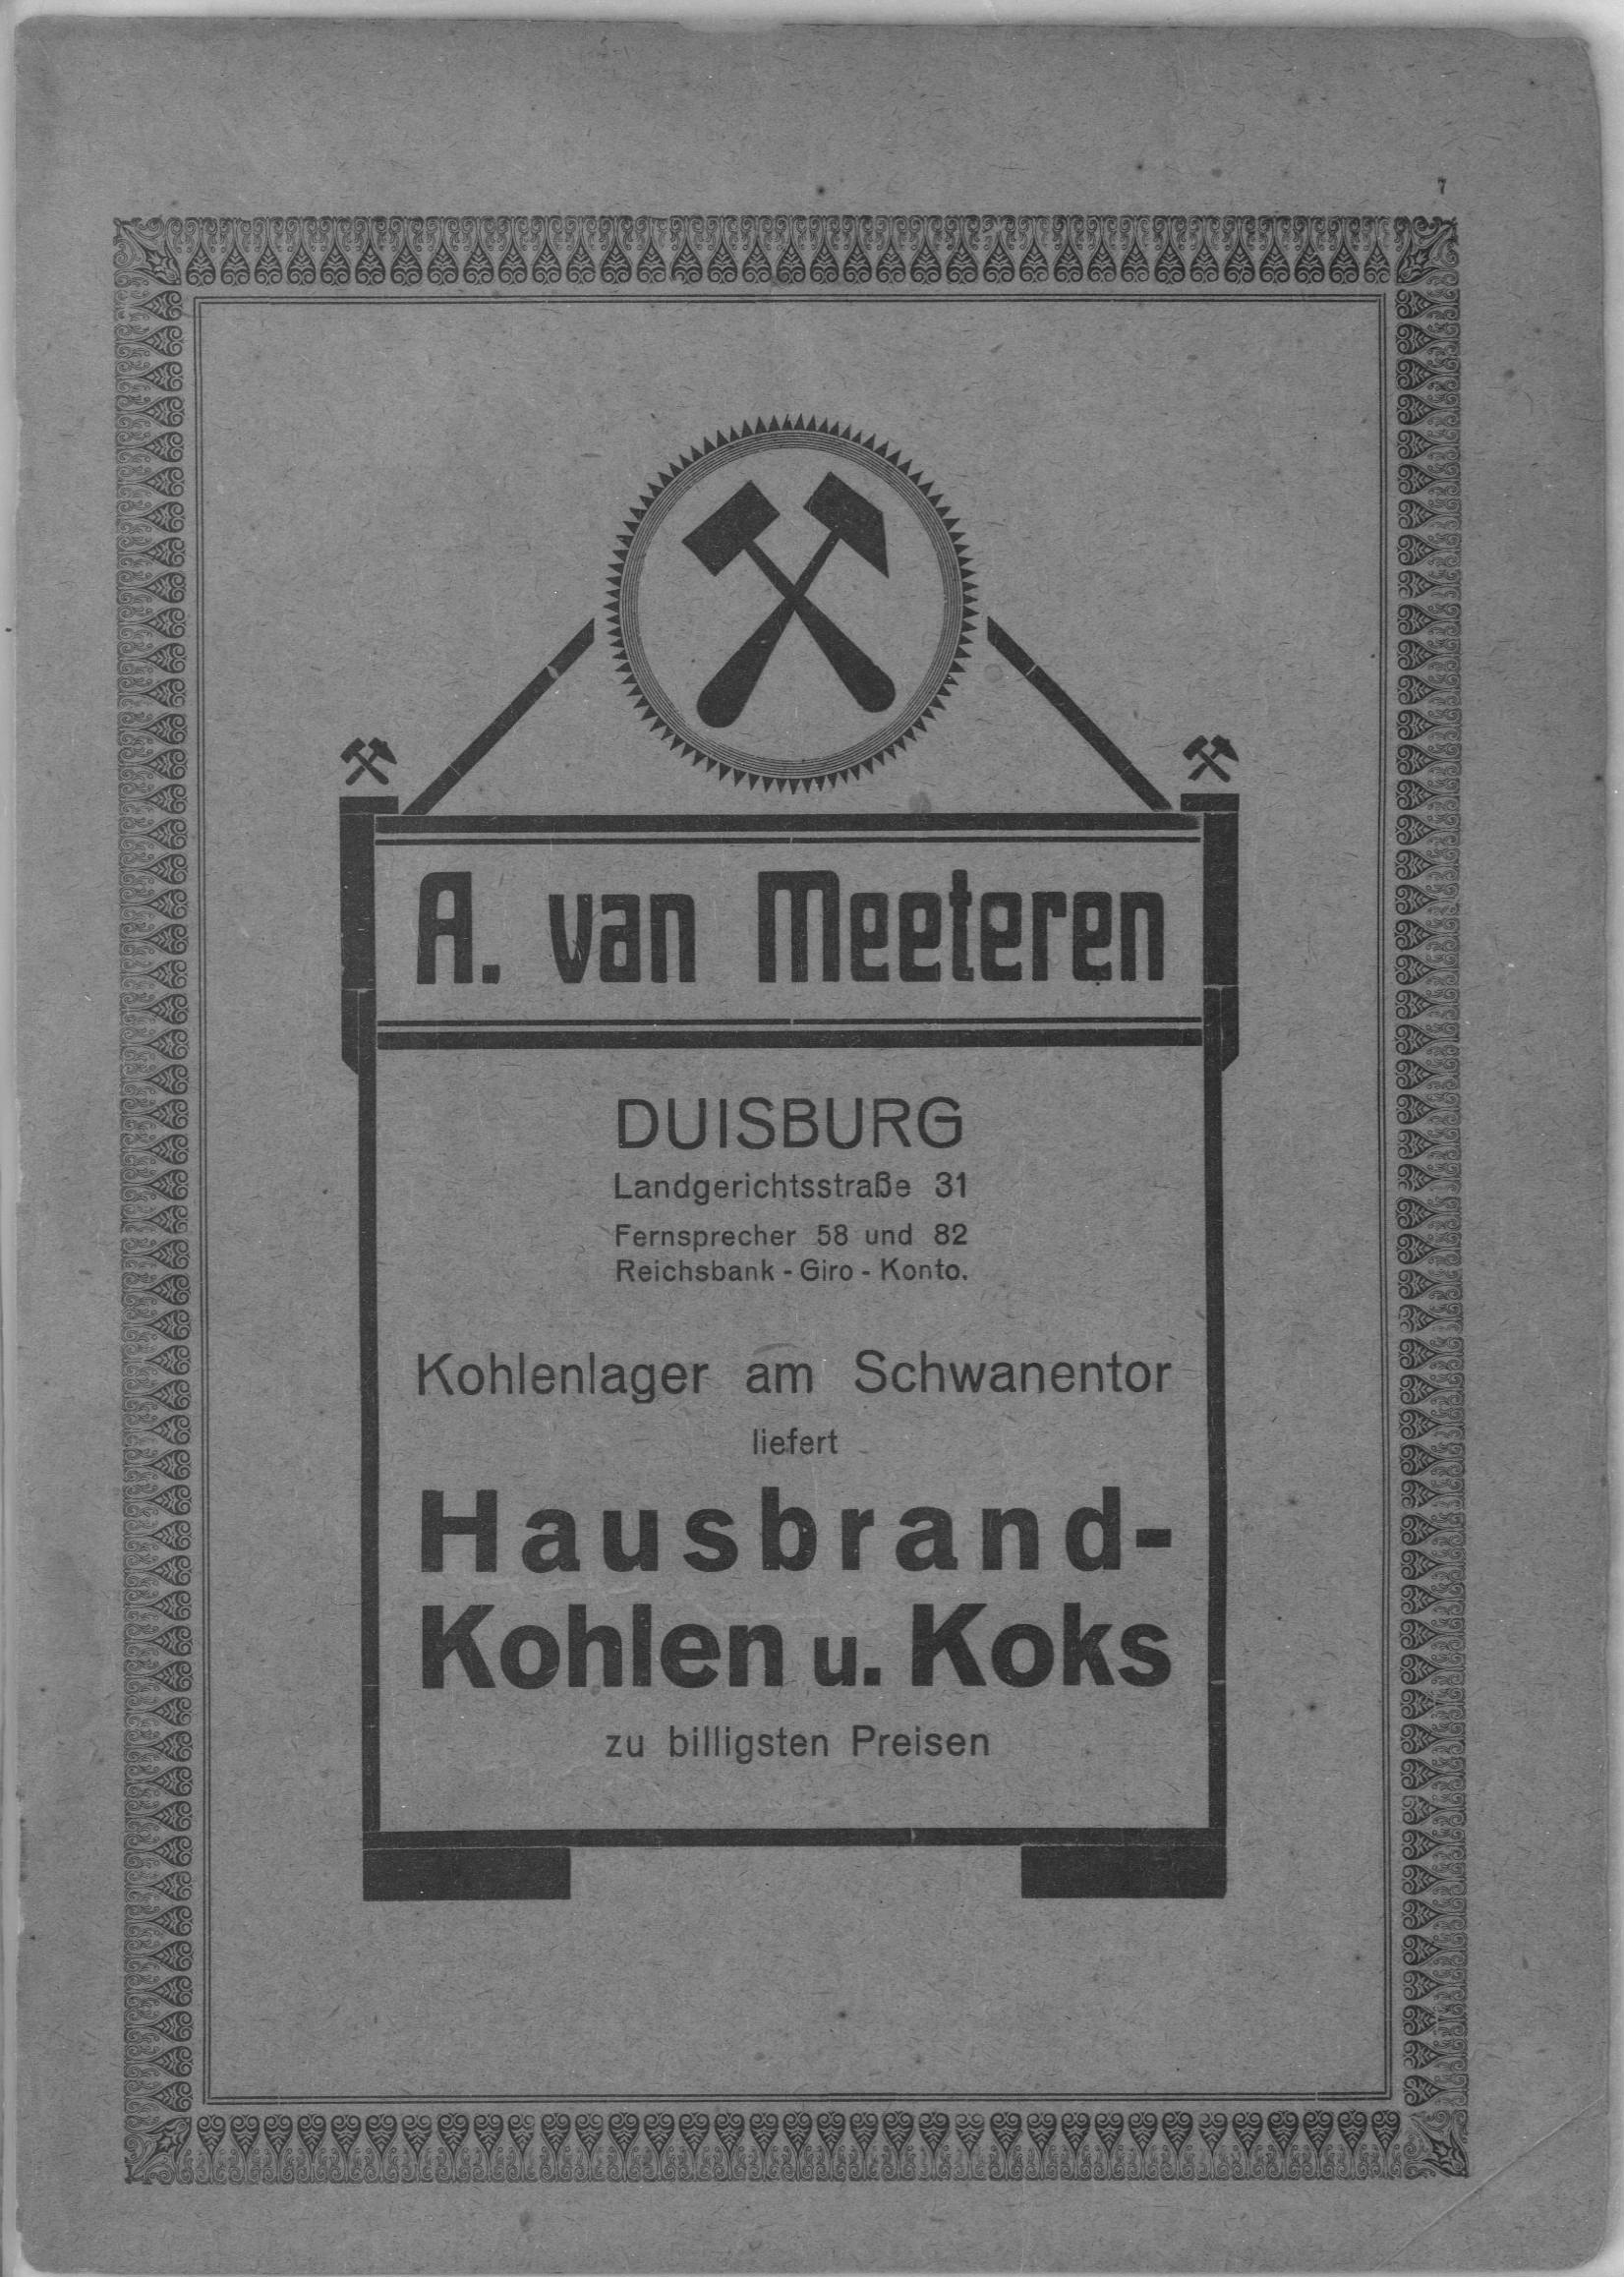 7
A. van Meeteren
DUISBURG
Landgerichtsstraße 31
Fernsprecher 58 und 82
Reichsbank - Giro - Konto.
Kohlenlager am Schwanentor
liefert
Hausbrand-
Kohlen u. Koks
zu billigsten Preisen